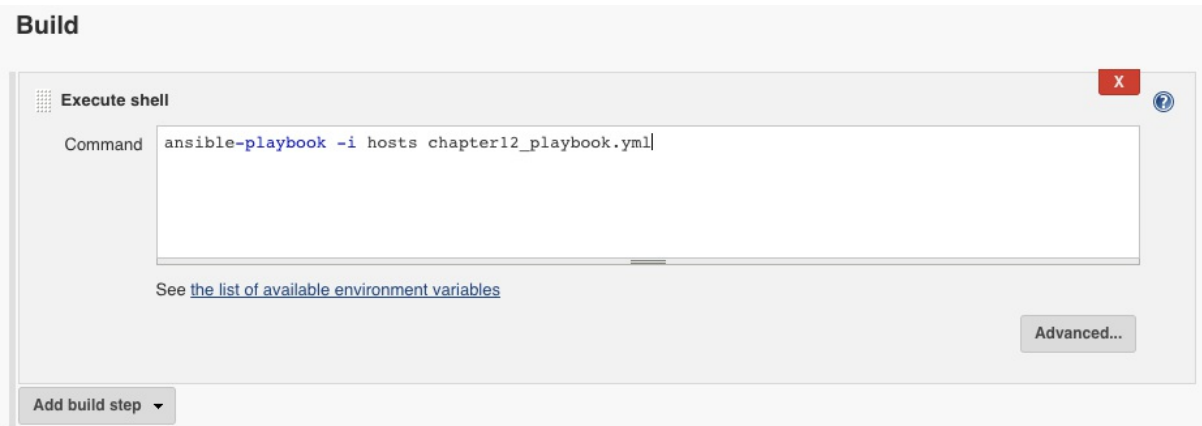 Build
X
Execute shell
?
Command ansible-playbook -i hosts chapter12_playbook.yml
See the list of available environment variables
Advanced...
Add build step